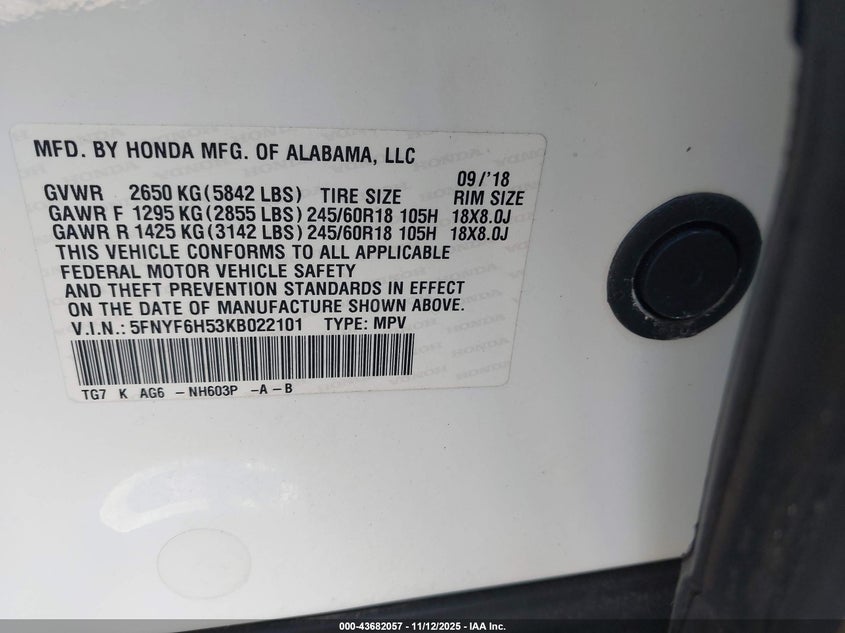 MFD. BY HONDA MFG. OF ALABAMA, LLC
09/'18
GVWR 2650 KG (5842 LBS) TIRE SIZE RIM SIZE
GAWR F 1295 KG (2855 LBS) 245/60R18 105H 18X8.0J
GAWR R 1425 KG (3142 LBS) 245/60R18 105H 18X8.0J
THIS VEHICLE CONFORMS TO ALL APPLICABLE
FEDERAL MOTOR VEHICLE SAFETY
AND THEFT PREVENTION STANDARDS IN EFFECT
ON THE DATE OF MANUFACTURE SHOWN ABOVE.
V.I.N.: 5FNYF6H53KB022101 TYPE: MPV
TG7 K AG6 -NH603P -A-B
000-43682057 - 11/12/2025 - IAA Inc.